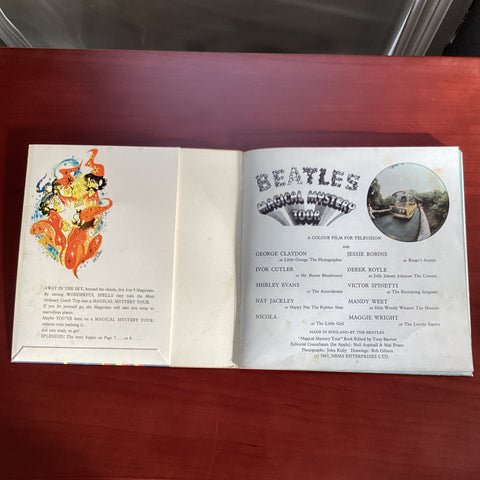 AWAY IN THE SKY, beyond the clouds, live 4 or 5 Magicians.
By casting WONDERFUL SPELLS they turn the Most
Ordinary Coach Trip into a MAGICAL MYSTERY TOUR.
If you let yourself go, the Magicians will take you away to
marvellous places.
Maybe YOU'VE been on a MAGICAL MYSTERY TOUR
without even realising it.
Are you ready to go?
SPLENDID! The story begins on Page 7 . . . or 8 . . . .
BEATLES
MAGICAL MYSTERY
TOUR
A COLOUR FILM FOR TELEVISION
with
GEORGE CLAYDON
as Little George The Photographer
JESSIE ROBINS
as Ringo's Auntie
IVOR CUTLER
as Mr. Buster Bloodvessel
DEREK ROYLE
as Jolly Jimmy Johnson The Courier
SHIRLEY EVANS
as The Accordionist
VICTOR SPINETTI
as The Recruiting Sergeant
NAT JACKLEY
as Happy Nat The Rubber Man
MANDY WEET
as Miss Wendy Winters The Hostess
NICOLA
as The Little Girl
MAGGIE WRIGHT
as The Lovely Starlet
MADE IN ENGLAND BY THE BEATLES
"Magical Mystery Tour" Book Edited by Tony Barrow
Editorial Consultants (for Apple): Neil Aspinall & Mal Evans
Photographs: John Kelly Drawings: Bob Gibson
(c) 1967, NEMS ENTERPRISES LTD.